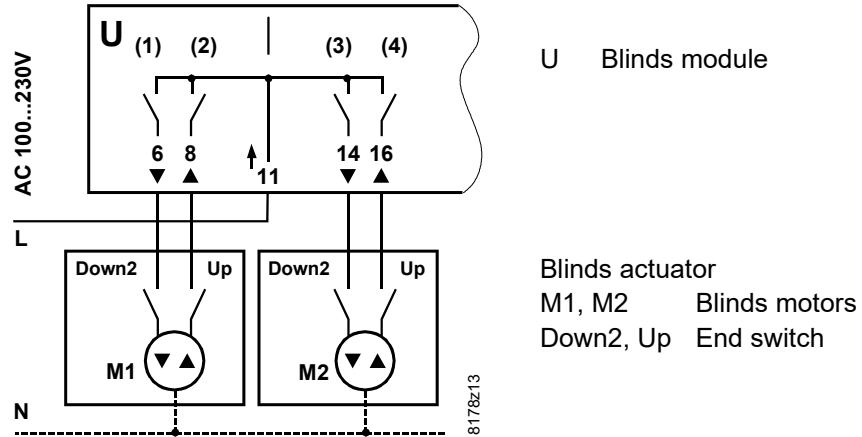 U (1) (2) (3) (4)
AC 100...230V
6 8 11 14 16
L
Down2 Up Down2 Up
M1 M2
N
8178z13
U Blinds module
Blinds actuator
M1, M2 Blinds motors
Down2, Up End switch